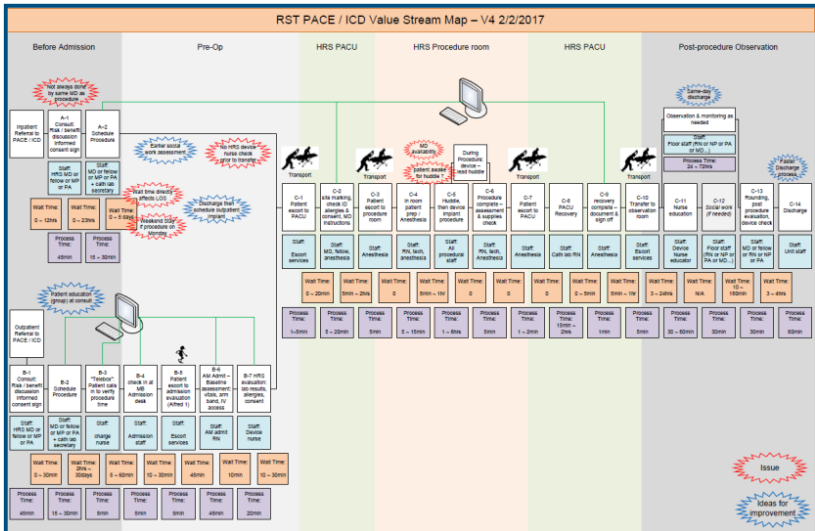 RST PACE / ICD Value Stream Map – V4 2/2/2017
Before Admission
Pre-Op
HRS PACU
HRS Procedure room
HRS PACU
Post-procedure Observation
Not always done
by same MD as
procedure
Inpatient
Referral to
PACE / ICD
A-1
Consult:
Risk / benefit
discussion
informed
consent sign
A-2
Schedule
Procedure
Staff:
HRS MD or
fellow or MP
or PA
Staff:
MD or fellow
or MP or PA
+ cath lab
secretary
Wait Time:
0 ~ 12hrs
Wait Time:
0 ~ 23hrs
Wait Time:
0 ~ 5 days
Process
Time:
45min
Process
Time:
15 ~ 30min
Earlier social
work assessment
No HRS device
nurse check
prior to transfer
Wait time directly
affects LOS
Weekend stay
if procedure on
Monday
Discharge then
schedule outpatient
implant
Transport
Transport
MD
availability
patient awake
for huddle ?
During
Procedure:
device – lead
huddle
Transport
Transport
Same-day
discharge
Observation & monitoring as
needed
Staff:
Floor staff (RN or NP or PA
or MD...)
Process Time:
24 ~ 72hrs
Faster
Discharge
process
C-1
Patient
escort to
PACU
C-2
site marking,
check ID
allergies &
consent, MD
instructions
C-3
Patient
escort to
procedure
room
C-4
in room
patient
prep /
Anesthesia
C-5
Huddle,
then device
implant
procedure
C-6
Procedure
complete –
assessment
& supplies
check
C-7
Patient
escort to
PACU
C-8
Recovery
C-9
recovery
complete –
document &
sign off
C-10
Transfer to
observation
room
C-11
Nurse
education
C-12
Social work
(if needed)
C-13
Rounding,
post
procedure
evaluation,
device check
C-14
Discharge
Staff:
Escort
services
Staff:
MD, fellow,
anesthesia
Staff:
Anesthesia
Staff:
RN, tech,
anesthesia
Staff:
All
procedural
staff
Staff:
RN, tech,
anesthesia
Staff:
Anesthesia
Staff:
Cath lab RN
Staff:
Anesthesia
Staff:
Escort
services
Staff:
Device
Nurse
educator
Staff:
Floor staff
(RN or NP or
PA or MD...)
Staff:
MD or fellow
or RN or NP
or PA
Staff:
Unit staff
Wait Time:
0 ~ 20min
Wait Time:
5min ~ 2hrs
Wait Time:
0
Wait Time:
0
Wait Time:
5min ~ 1hr
Wait Time:
0
Wait Time:
0
Wait Time:
0
Wait Time:
0 ~ 5min
Wait Time:
5min ~ 1hr
Wait Time:
3 ~ 24hrs
Wait Time:
N/A
Wait Time:
10 ~
180min
Wait Time:
3 ~ 4hrs
Process
Time:
1~5min
Process
Time:
5 ~ 20min
Process
Time:
5min
Process
Time:
5 ~ 15min
Process
Time:
1 ~ 6hrs
Process
Time:
5min
Process
Time:
1 ~ 2min
Process
Time:
10min ~
2hrs
Process
Time:
1min
Process
Time:
5min
Process
Time:
30 ~ 60min
Process
Time:
30min
Process
Time:
30min
Process
Time:
60min
Patient education
(group) at consult
Outpatient
Referral to
PACE / ICD
B-1
Consult:
Risk / benefit
discussion
informed
consent sign
B-2
Schedule
Procedure
B-3
"Telebox":
Patient calls
in to verify
procedure
time
B-4
check in at
MB
Admission
desk
B-5
Patient
escort to
admission
evaluation
(Alfred 1)
B-6
AM Admit –
Baseline
assessment:
vitals, arm
band, IV
access
B-7 HRS
evaluation:
lab results,
allergies,
consent
Staff:
HRS MD or
fellow or MP
or PA
Staff:
MD or fellow
or MP or PA
+ cath lab
secretary
Staff:
charge
nurse
Staff:
Admission
staff
Staff:
Escort
services
Staff:
AM admit
RN
Staff:
Device
nurse
Wait Time:
0 ~ 30min
Wait Time:
2hrs ~
30days
Wait Time:
5 ~ 60min
Wait Time:
10 ~ 30min
Wait Time:
45min
Wait Time:
10min
Wait Time:
10 ~ 30min
Process
Time:
45min
Process
Time:
15 ~ 30min
Process
Time:
5min
Process
Time:
5min
Process
Time:
5min
Process
Time:
45min
Process
Time:
20min
Issue
Ideas for
improvement